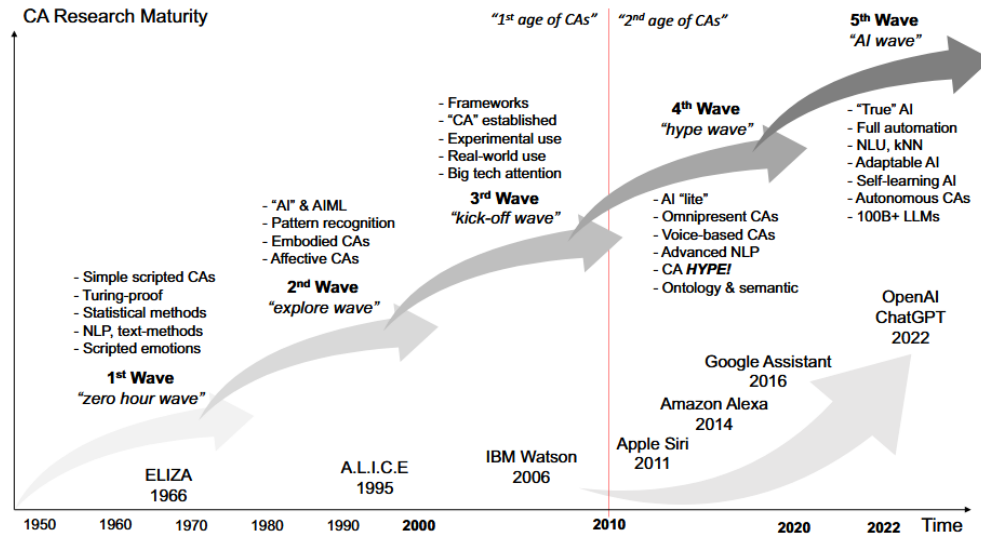 CA Research Maturity
“1st age of CAs”
“2nd age of CAs”
5th Wave
“AI wave”
- “True” AI
- Full automation
- NLU, kNN
- Adaptable AI
- Self-learning AI
- Autonomous CAs
- 100B+ LLMs
4th Wave
“hype wave”
- AI “lite”
- Omnipresent CAs
- Voice-based CAs
- Advanced NLP
- CA HYPE!
- Ontology & semantic
- Frameworks
- “CA” established
- Experimental use
- Real-world use
- Big tech attention
3rd Wave
“kick-off wave”
- “AI” & AIML
- Pattern recognition
- Embodied CAs
- Affective CAs
2nd Wave
“explore wave”
- Simple scripted CAs
- Turing-proof
- Statistical methods
- NLP, text-methods
- Scripted emotions
1st Wave
“zero hour wave”
ELIZA
1966
A.L.I.C.E
1995
IBM Watson
2006
Apple Siri
2011
Amazon Alexa
2014
Google Assistant
2016
OpenAI
ChatGPT
2022
1950 1960 1970 1980 1990 2000 2010 2020 2022 Time